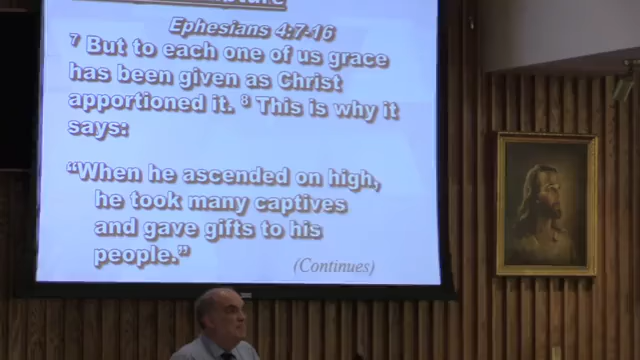 Ephesians 4:7-16
7 But to each one of us grace
has been given as Christ
apportioned it. 8 This is why it
says:
“When he ascended on high,
he took many captives
and gave gifts to his
people.”
(Continues)